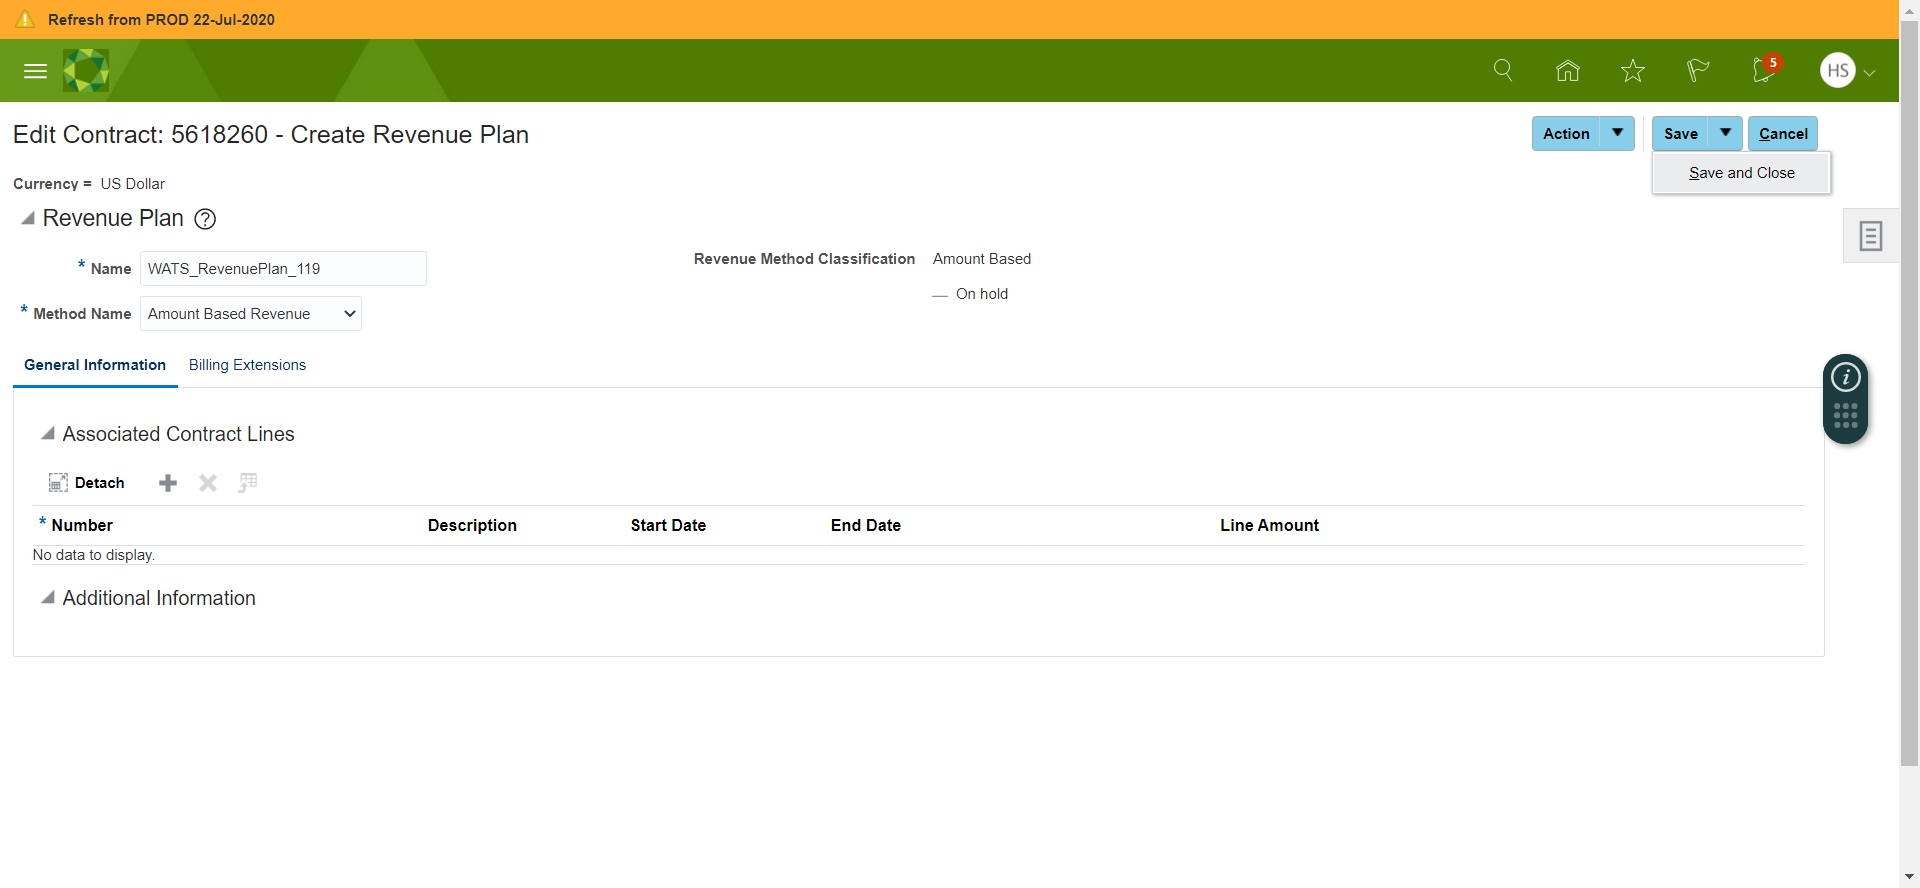 Refresh from PROD 22-Jul-2020
5
HS
Edit Contract: 5618260 - Create Revenue Plan
Action
Save
Cancel
Save and Close
Currency = US Dollar
Revenue Plan ?
* Name WATS_RevenuePlan_119
Revenue Method Classification Amount Based
On hold
* Method Name Amount Based Revenue
General Information
Billing Extensions
i
Associated Contract Lines
Detach
* Number Description Start Date End Date Line Amount
No data to display.
Additional Information